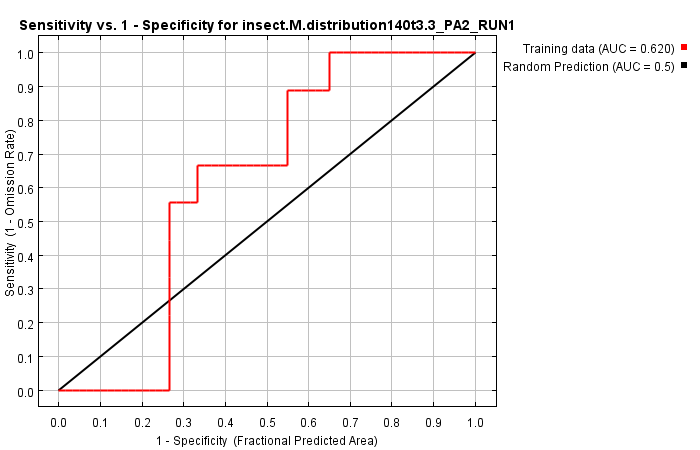 Sensitivity vs. 1 - Specificity for insect.M.distribution140t3.3_PA2_RUN1
Training data (AUC = 0.620)
Random Prediction (AUC = 0.5)
Sensitivity (1 - Omission Rate)
1.0
0.9
0.8
0.7
0.6
0.5
0.4
0.3
0.2
0.1
0.0
0.0 0.1 0.2 0.3 0.4 0.5 0.6 0.7 0.8 0.9 1.0
1 - Specificity (Fractional Predicted Area)